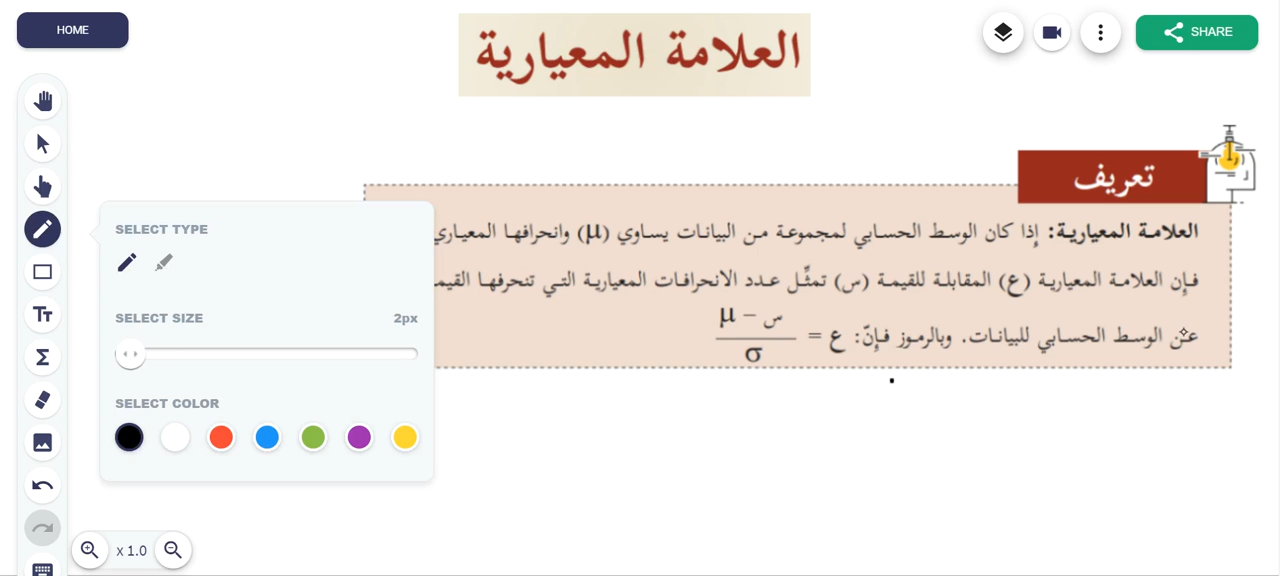 HOME
العلامة المعيارية
SHARE
تعريف
العلامة المعيارية: إذا كان الوسط الحسابي لمجموعة من البيانات يساوي (μ) وانحرافها المعياري
فإن العلامة المعيارية (ع) المقابلة للقيمة (س) تمثِّل عدد الانحرافات المعيارية التي تنحرفها
عن الوسط الحسابي للبيانات. وبالرموز فإنّ: ع = س − μ / σ
SELECT TYPE
SELECT SIZE 2px
SELECT COLOR
x 1.0